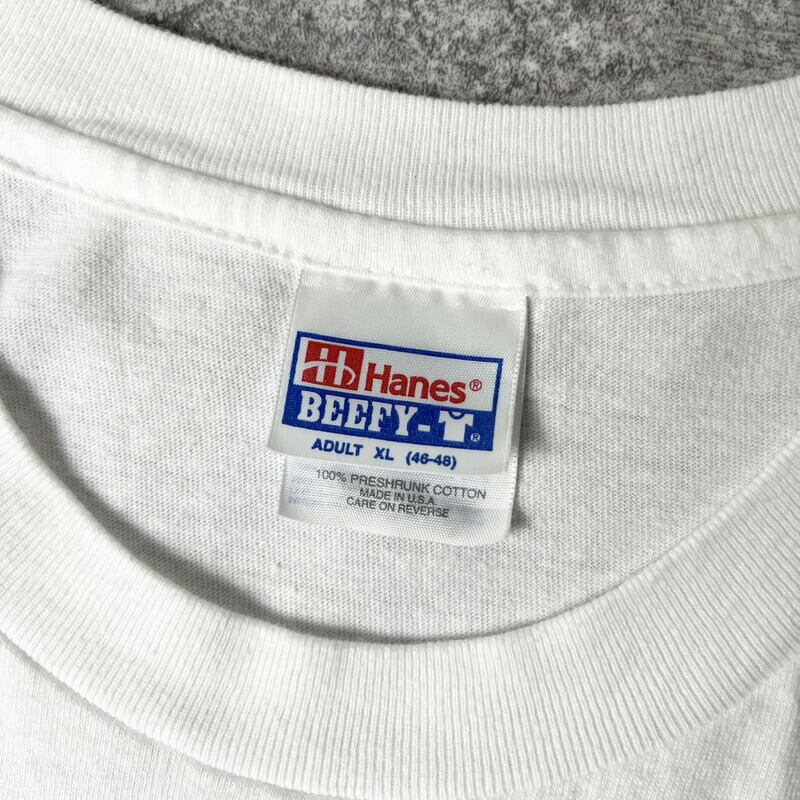 H Hanes®
BEEFY-T®
ADULT XL (46-48)
100% PRESHRUNK COTTON
MADE IN U.S.A
CARE ON REVERSE